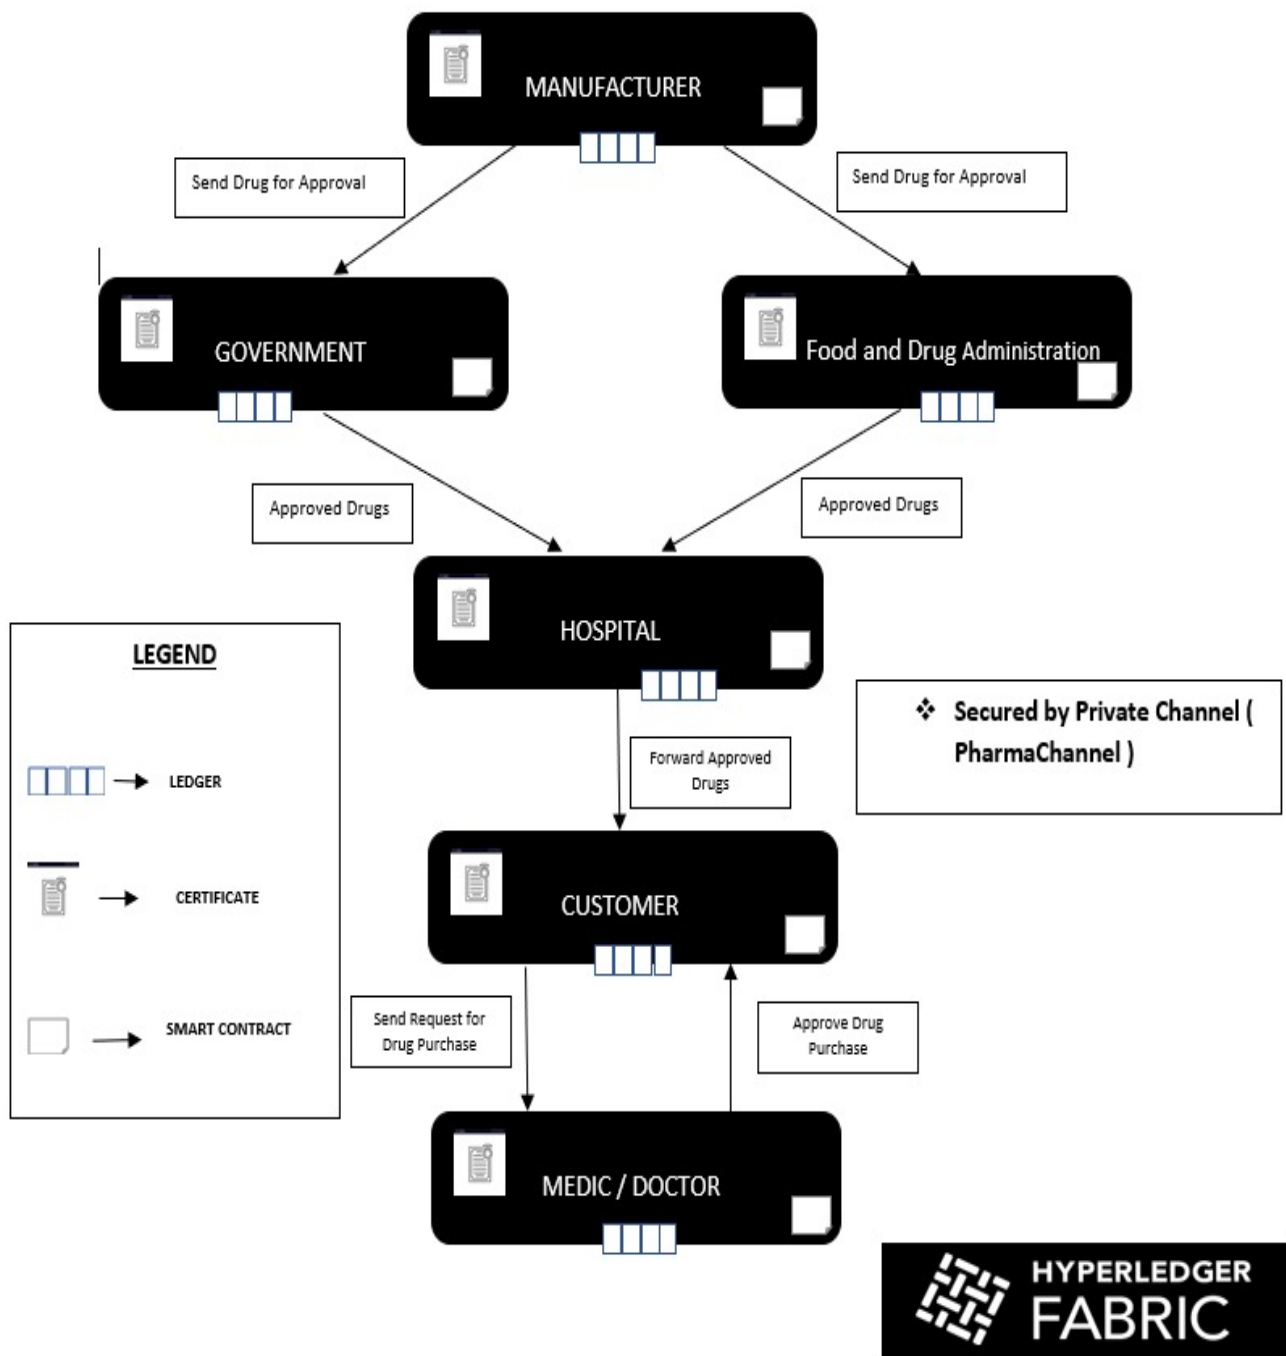 MANUFACTURER
Send Drug for Approval
Send Drug for Approval
GOVERNMENT
Food and Drug Administration
Approved Drugs
Approved Drugs
HOSPITAL
LEGEND
LEDGER
CERTIFICATE
SMART CONTRACT
❖ Secured by Private Channel (
PharmaChannel )
Forward Approved
Drugs
CUSTOMER
Send Request for
Drug Purchase
Approve Drug
Purchase
MEDIC / DOCTOR
HYPERLEDGER
FABRIC